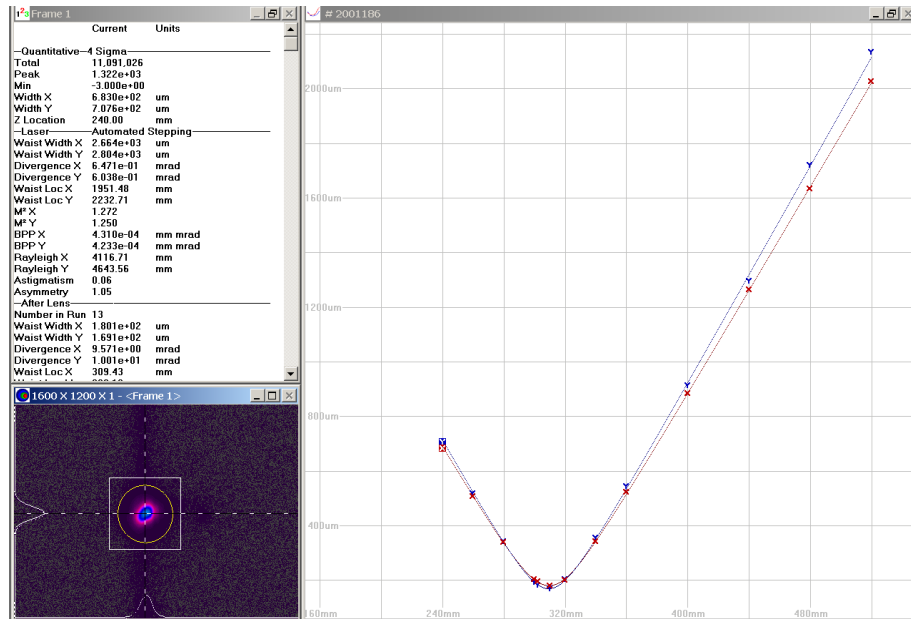 Frame 1
Current Units
Quantitative 4 Sigma
Total 11,091,026
Peak 1.322e+03
Min -3.000e+00
Width X 6.830e+02 um
Width Y 7.076e+02 um
Z Location 240.00 mm
Laser Automated Stepping
Waist Width X 2.664e+03 um
Waist Width Y 2.804e+03 um
Divergence X 6.471e-01 mrad
Divergence Y 6.038e-01 mrad
Waist Loc X 1951.48 mm
Waist Loc Y 2232.71 mm
M² X 1.272
M² Y 1.250
BPP X 4.310e-04 mm mrad
BPP Y 4.233e-04 mm mrad
Rayleigh X 4116.71 mm
Rayleigh Y 4643.56 mm
Astigmatism 0.06
Asymmetry 1.05
After Lens
Number in Run 13
Waist Width X 1.801e+02 um
Waist Width Y 1.691e+02 um
Divergence X 9.571e+00 mrad
Divergence Y 1.001e+01 mrad
Waist Loc X 309.43 mm
1600 X 1200 X 1 - <Frame 1>
# 2001186
2000um
1600um
1200um
800um
400um
160mm 240mm 320mm 400mm 480mm